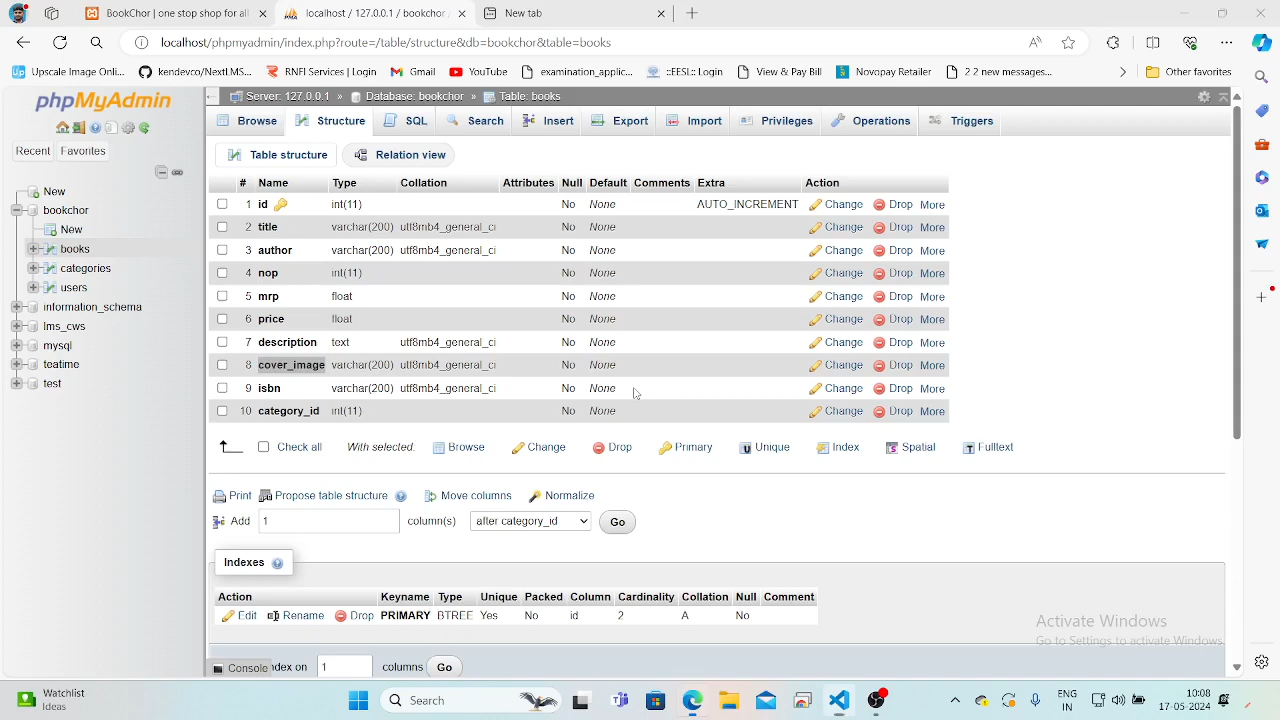 BookChor | one shop shop for all
localhost / 127.0.0.1 / bookchor
New tab
localhost/phpmyadmin/index.php?route=/table/structure&db=bookchor&table=books
Upscale Image Onl...
kendevco/NextLMS...
RNFI Services | Login
Gmail
YouTube
examination_applic...
::EESL:: Login
View & Pay Bill
Novopay Retailer
2 2 new messages...
Other favorites
phpMyAdmin
Server: 127.0.0.1 » Database: bookchor » Table: books
Browse Structure SQL Search Insert Export Import Privileges Operations Triggers
Recent Favorites
Table structure Relation view
New
bookchor
New
books
categories
users
information_schema
lms_cws
mysql
teatime
test
# Name Type Collation Attributes Null Default Comments Extra Action
1 id int(11) No None AUTO_INCREMENT Change Drop More
2 title varchar(200) utf8mb4_general_ci No None Change Drop More
3 author varchar(200) utf8mb4_general_ci No None Change Drop More
4 nop int(11) No None Change Drop More
5 mrp float No None Change Drop More
6 price float No None Change Drop More
7 description text utf8mb4_general_ci No None Change Drop More
8 cover_image varchar(200) utf8mb4_general_ci No None Change Drop More
9 isbn varchar(200) utf8mb4_general_ci No None Change Drop More
10 category_id int(11) No None Change Drop More
Check all With selected: Browse Change Drop Primary Unique Index Spatial Fulltext
Print Propose table structure Move columns Normalize
Add 1 column(s) after category_id Go
Indexes
Action Keyname Type Unique Packed Column Cardinality Collation Null Comment
Edit Rename Drop PRIMARY BTREE Yes No id 2 A No
Console ndex on 1 columns Go
Activate Windows
Go to Settings to activate Windows.
Watchlist
Ideas
Search
ENG
IN
10:08
17-05-2024